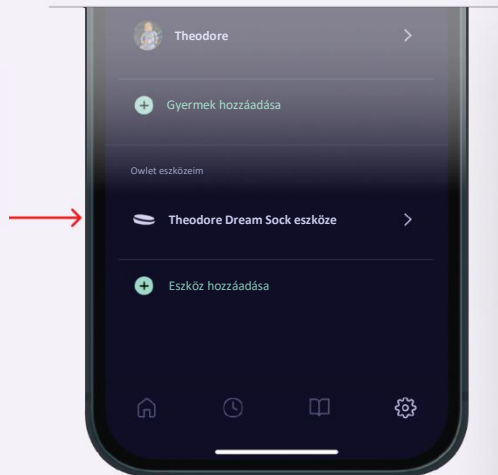 Theodore
Gyermek hozzáadása
Owlet eszközeim
Theodore Dream Sock eszköze
Eszköz hozzáadása